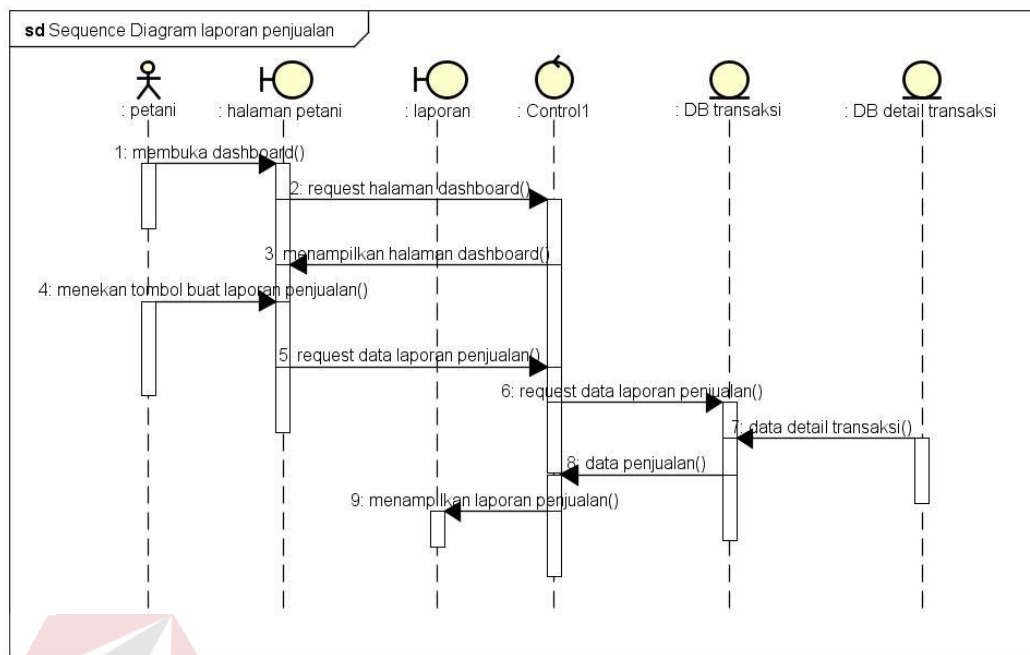 sd Sequence Diagram laporan penjualan
: petani
: halaman petani
: laporan
: Control1
: DB transaksi
: DB detail transaksi
1: membuka dashboard()
2: request halaman dashboard()
3: menampilkan halaman dashboard()
4: menekan tombol buat laporan penjualan()
5: request data laporan penjualan()
6: request data laporan penjualan()
7: data detail transaksi()
8: data penjualan()
9: menampilkan laporan penjualan()